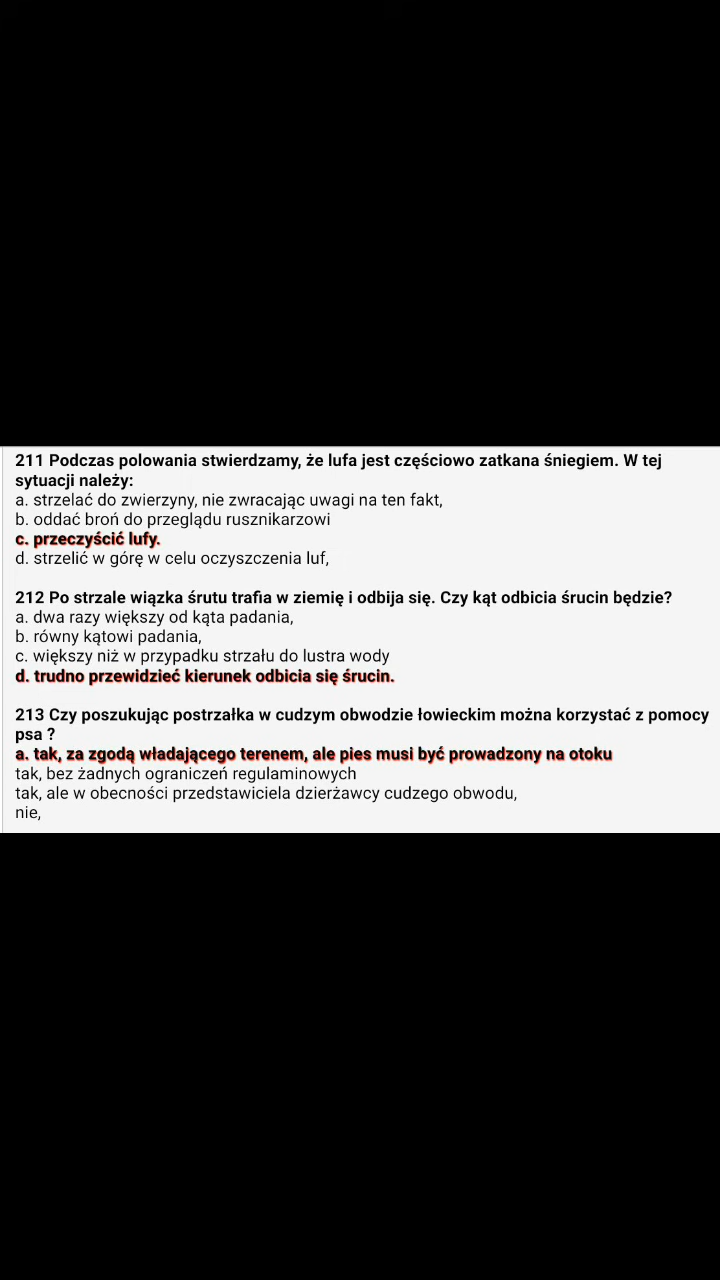 211 Podczas polowania stwierdzamy, że lufa jest częściowo zatkana śniegiem. W tej
sytuacji należy:
a. strzelać do zwierzyny, nie zwracając uwagi na ten fakt,
b. oddać broń do przeglądu rusznikarzowi
c. przeczyścić lufy.
d. strzelić w górę w celu oczyszczenia luf,
212 Po strzale wiązka śrutu trafia w ziemię i odbija się. Czy kąt odbicia śrucin będzie?
a. dwa razy większy od kąta padania,
b. równy kątowi padania,
c. większy niż w przypadku strzału do lustra wody
d. trudno przewidzieć kierunek odbicia się śrucin.
213 Czy poszukując postrzałka w cudzym obwodzie łowieckim można korzystać z pomocy
psa ?
a. tak, za zgodą władającego terenem, ale pies musi być prowadzony na otoku
tak, bez żadnych ograniczeń regulaminowych
tak, ale w obecności przedstawiciela dzierżawcy cudzego obwodu,
nie,